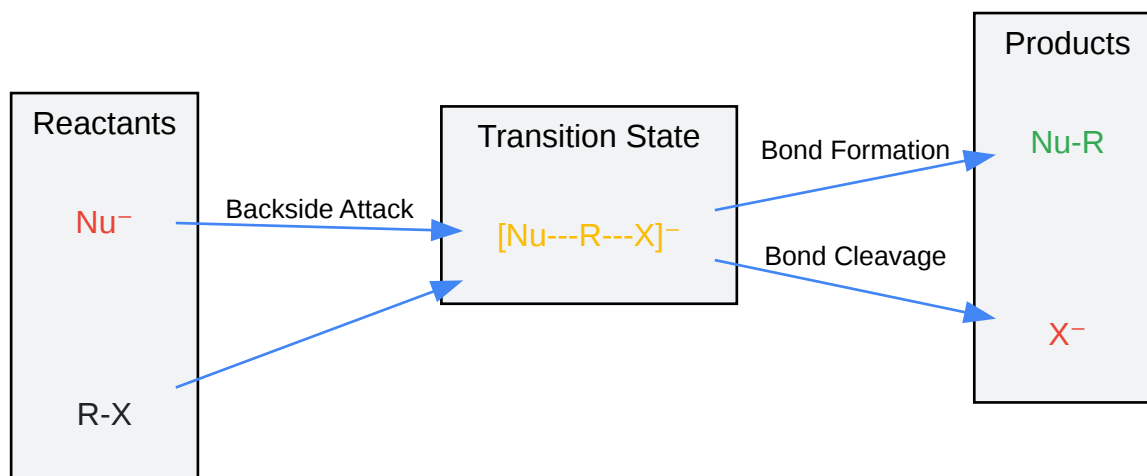 Reactants
Nu⁻
R-X
Backside Attack
Transition State
[Nu---R---X]⁻
Bond Formation
Bond Cleavage
Products
Nu-R
X⁻